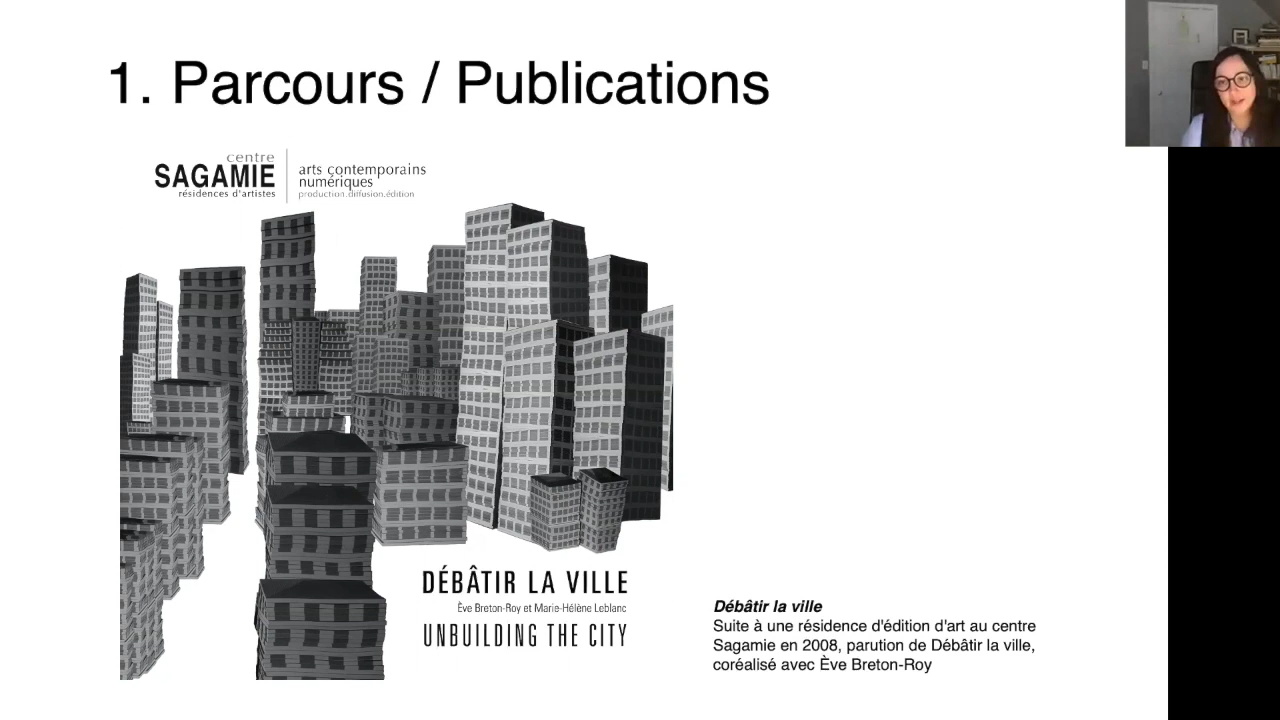 1. Parcours / Publications
centre
SAGAMIE
résidences d'artistes
arts contemporains
numériques
production.diffusion.édition
DÉBÂTIR LA VILLE
Ève Breton-Roy et Marie-Hélène Leblanc
UNBUILDING THE CITY
Débâtir la ville
Suite à une résidence d'édition d'art au centre
Sagamie en 2008, parution de Débâtir la ville,
coréalisé avec Ève Breton-Roy